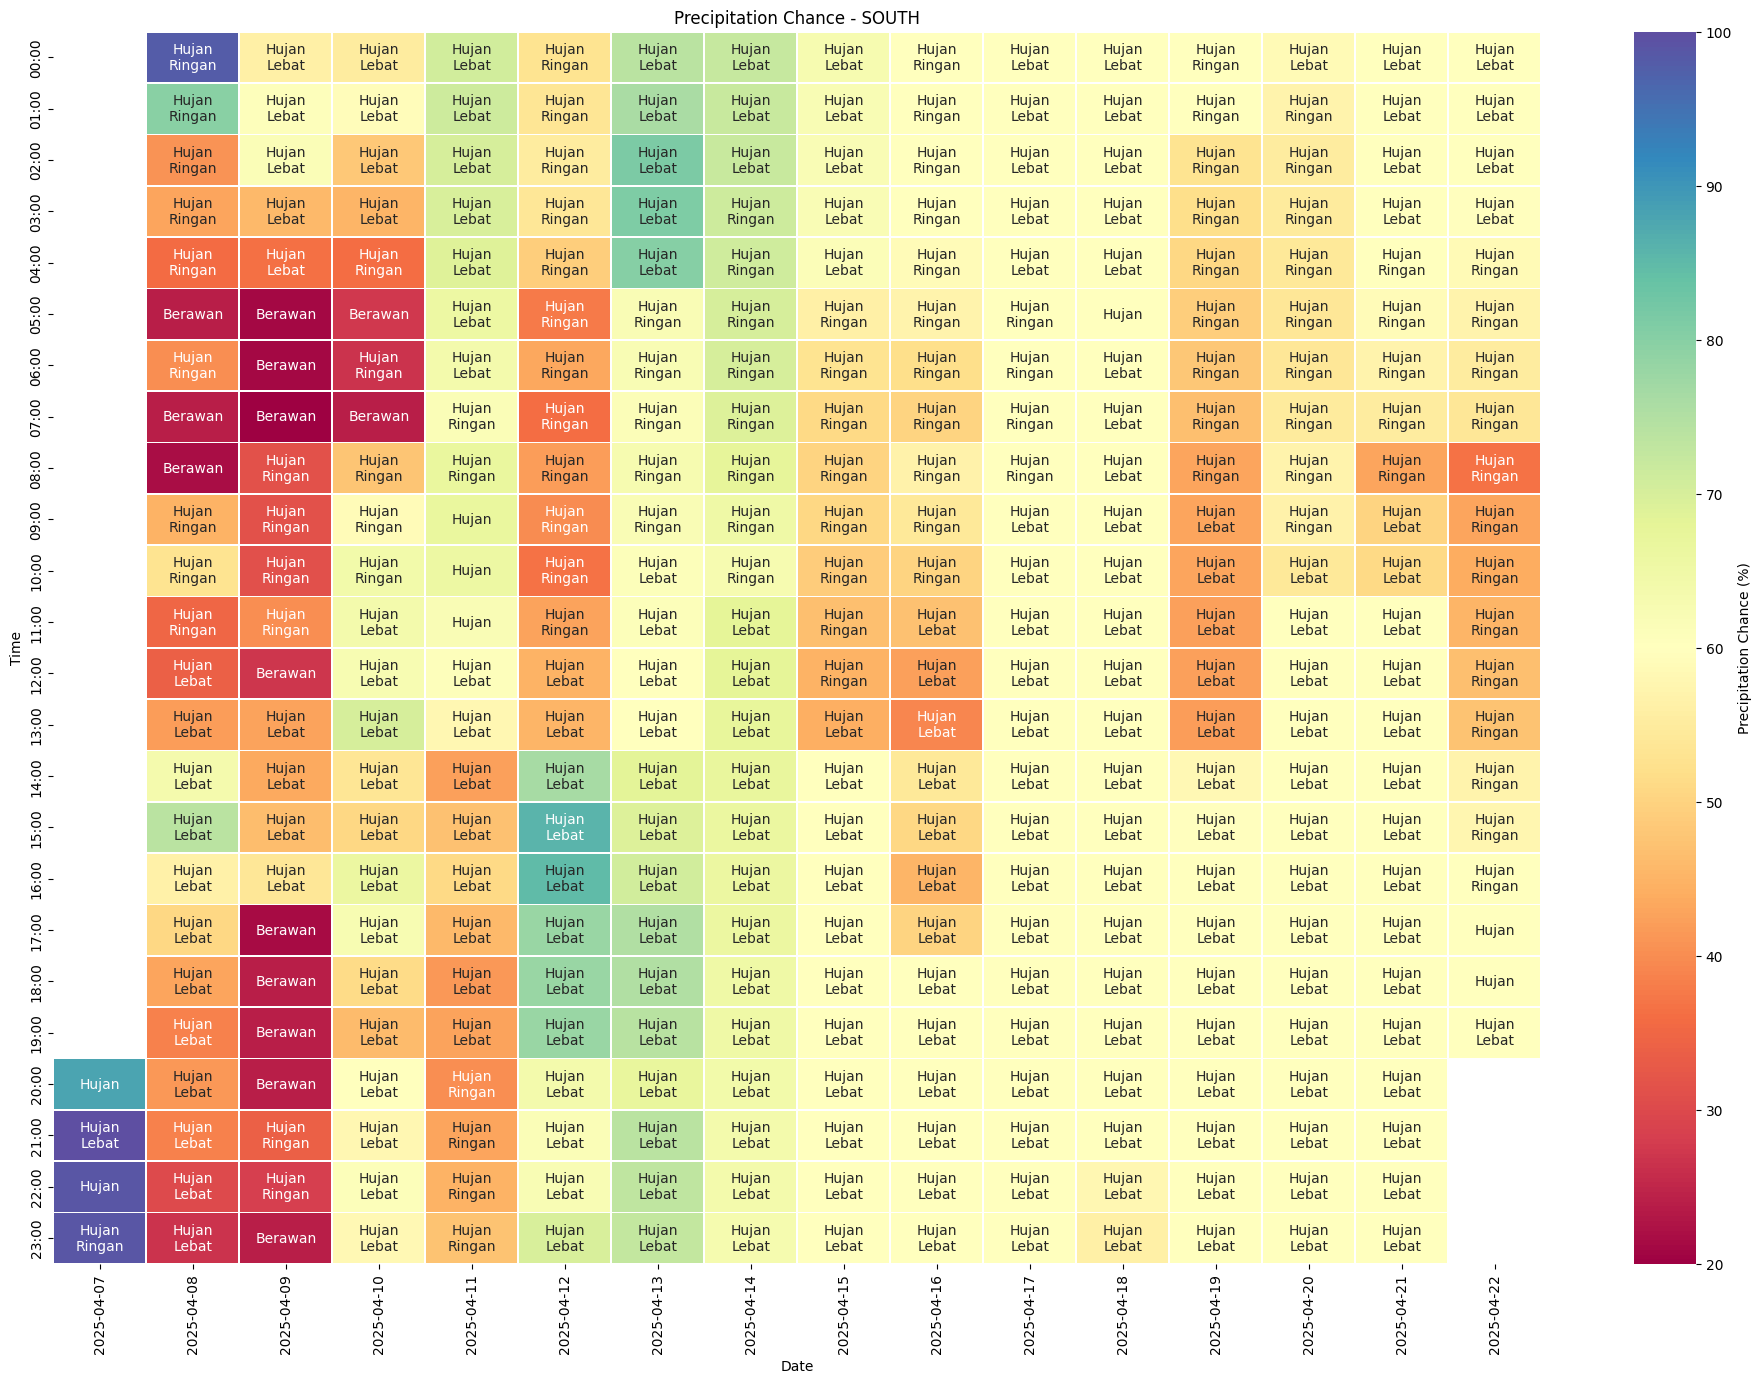 Precipitation Chance - SOUTH
00:00 Hujan Ringan Hujan Lebat Hujan Lebat Hujan Lebat Hujan Ringan Hujan Lebat Hujan Lebat Hujan Lebat Hujan Ringan Hujan Lebat Hujan Lebat Hujan Ringan Hujan Lebat Hujan Lebat Hujan Lebat
01:00 Hujan Ringan Hujan Lebat Hujan Lebat Hujan Lebat Hujan Ringan Hujan Lebat Hujan Lebat Hujan Lebat Hujan Ringan Hujan Lebat Hujan Lebat Hujan Ringan Hujan Ringan Hujan Lebat Hujan Lebat
02:00 Hujan Ringan Hujan Lebat Hujan Lebat Hujan Lebat Hujan Ringan Hujan Lebat Hujan Lebat Hujan Lebat Hujan Ringan Hujan Lebat Hujan Lebat Hujan Ringan Hujan Ringan Hujan Lebat Hujan Lebat
03:00 Hujan Ringan Hujan Lebat Hujan Lebat Hujan Lebat Hujan Ringan Hujan Lebat Hujan Ringan Hujan Lebat Hujan Ringan Hujan Lebat Hujan Lebat Hujan Ringan Hujan Ringan Hujan Lebat Hujan Lebat
04:00 Hujan Ringan Hujan Lebat Hujan Ringan Hujan Lebat Hujan Ringan Hujan Lebat Hujan Ringan Hujan Lebat Hujan Ringan Hujan Lebat Hujan Lebat Hujan Ringan Hujan Ringan Hujan Ringan Hujan Ringan
05:00 Berawan Berawan Berawan Hujan Lebat Hujan Ringan Hujan Ringan Hujan Ringan Hujan Ringan Hujan Ringan Hujan Ringan Hujan Hujan Ringan Hujan Ringan Hujan Ringan Hujan Ringan
06:00 Hujan Ringan Berawan Hujan Ringan Hujan Lebat Hujan Ringan Hujan Ringan Hujan Ringan Hujan Ringan Hujan Ringan Hujan Ringan Hujan Lebat Hujan Ringan Hujan Ringan Hujan Ringan Hujan Ringan
07:00 Berawan Berawan Berawan Hujan Ringan Hujan Ringan Hujan Ringan Hujan Ringan Hujan Ringan Hujan Ringan Hujan Ringan Hujan Lebat Hujan Ringan Hujan Ringan Hujan Ringan Hujan Ringan
08:00 Berawan Hujan Ringan Hujan Ringan Hujan Ringan Hujan Ringan Hujan Ringan Hujan Ringan Hujan Ringan Hujan Ringan Hujan Ringan Hujan Lebat Hujan Ringan Hujan Ringan Hujan Ringan Hujan Ringan
09:00 Hujan Ringan Hujan Ringan Hujan Ringan Hujan Hujan Ringan Hujan Ringan Hujan Ringan Hujan Ringan Hujan Ringan Hujan Lebat Hujan Lebat Hujan Lebat Hujan Ringan Hujan Lebat Hujan Ringan
10:00 Hujan Ringan Hujan Ringan Hujan Ringan Hujan Hujan Ringan Hujan Lebat Hujan Ringan Hujan Ringan Hujan Ringan Hujan Lebat Hujan Lebat Hujan Lebat Hujan Lebat Hujan Lebat Hujan Ringan
11:00 Hujan Ringan Hujan Ringan Hujan Lebat Hujan Hujan Ringan Hujan Lebat Hujan Lebat Hujan Ringan Hujan Lebat Hujan Lebat Hujan Lebat Hujan Lebat Hujan Lebat Hujan Lebat Hujan Ringan
12:00 Hujan Lebat Berawan Hujan Lebat Hujan Lebat Hujan Lebat Hujan Lebat Hujan Lebat Hujan Ringan Hujan Lebat Hujan Lebat Hujan Lebat Hujan Lebat Hujan Lebat Hujan Lebat Hujan Ringan
13:00 Hujan Lebat Hujan Lebat Hujan Lebat Hujan Lebat Hujan Lebat Hujan Lebat Hujan Lebat Hujan Lebat Hujan Lebat Hujan Lebat Hujan Lebat Hujan Lebat Hujan Lebat Hujan Lebat Hujan Ringan
14:00 Hujan Lebat Hujan Lebat Hujan Lebat Hujan Lebat Hujan Lebat Hujan Lebat Hujan Lebat Hujan Lebat Hujan Lebat Hujan Lebat Hujan Lebat Hujan Lebat Hujan Lebat Hujan Lebat Hujan Ringan
15:00 Hujan Lebat Hujan Lebat Hujan Lebat Hujan Lebat Hujan Lebat Hujan Lebat Hujan Lebat Hujan Lebat Hujan Lebat Hujan Lebat Hujan Lebat Hujan Lebat Hujan Lebat Hujan Lebat Hujan Ringan
16:00 Hujan Lebat Hujan Lebat Hujan Lebat Hujan Lebat Hujan Lebat Hujan Lebat Hujan Lebat Hujan Lebat Hujan Lebat Hujan Lebat Hujan Lebat Hujan Lebat Hujan Lebat Hujan Lebat Hujan Ringan
17:00 Hujan Lebat Berawan Hujan Lebat Hujan Lebat Hujan Lebat Hujan Lebat Hujan Lebat Hujan Lebat Hujan Lebat Hujan Lebat Hujan Lebat Hujan Lebat Hujan Lebat Hujan Lebat Hujan
18:00 Hujan Lebat Berawan Hujan Lebat Hujan Lebat Hujan Lebat Hujan Lebat Hujan Lebat Hujan Lebat Hujan Lebat Hujan Lebat Hujan Lebat Hujan Lebat Hujan Lebat Hujan Lebat Hujan
19:00 Hujan Lebat Berawan Hujan Lebat Hujan Lebat Hujan Lebat Hujan Lebat Hujan Lebat Hujan Lebat Hujan Lebat Hujan Lebat Hujan Lebat Hujan Lebat Hujan Lebat Hujan Lebat Hujan Lebat
20:00 Hujan Hujan Lebat Berawan Hujan Lebat Hujan Ringan Hujan Lebat Hujan Lebat Hujan Lebat Hujan Lebat Hujan Lebat Hujan Lebat Hujan Lebat Hujan Lebat Hujan Lebat Hujan Lebat
21:00 Hujan Lebat Hujan Lebat Hujan Ringan Hujan Lebat Hujan Ringan Hujan Lebat Hujan Lebat Hujan Lebat Hujan Lebat Hujan Lebat Hujan Lebat Hujan Lebat Hujan Lebat Hujan Lebat Hujan Lebat
22:00 Hujan Hujan Lebat Hujan Ringan Hujan Lebat Hujan Ringan Hujan Lebat Hujan Lebat Hujan Lebat Hujan Lebat Hujan Lebat Hujan Lebat Hujan Lebat Hujan Lebat Hujan Lebat Hujan Lebat
23:00 Hujan Ringan Hujan Lebat Berawan Hujan Lebat Hujan Ringan Hujan Lebat Hujan Lebat Hujan Lebat Hujan Lebat Hujan Lebat Hujan Lebat Hujan Lebat Hujan Lebat Hujan Lebat Hujan Lebat
Time
2025-04-07 2025-04-08 2025-04-09 2025-04-10 2025-04-11 2025-04-12 2025-04-13 2025-04-14 2025-04-15 2025-04-16 2025-04-17 2025-04-18 2025-04-19 2025-04-20 2025-04-21 2025-04-22
Date
100
90
80
70
60
50
40
30
20
Precipitation Chance (%)